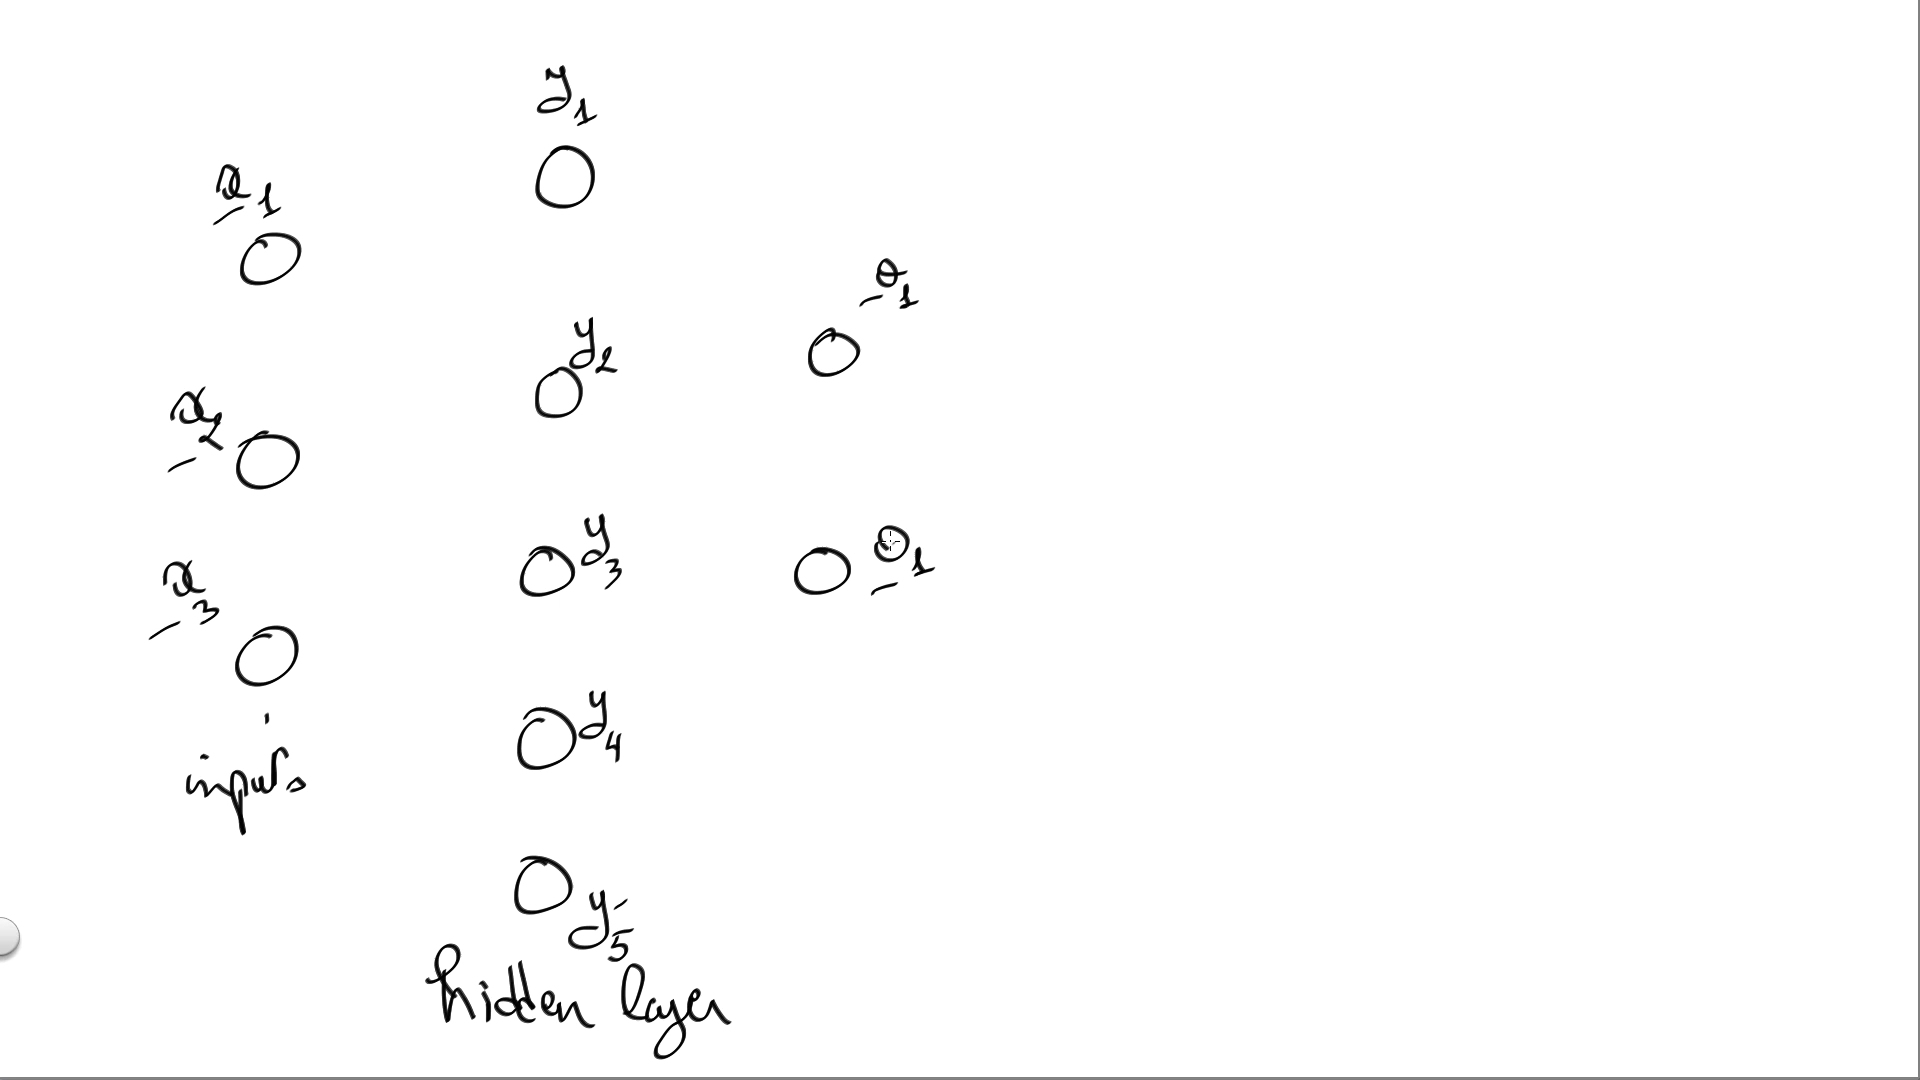 y1
x1
o1
y2
x2
y3
o1
x3
y4
inputs
y5
hidden layer